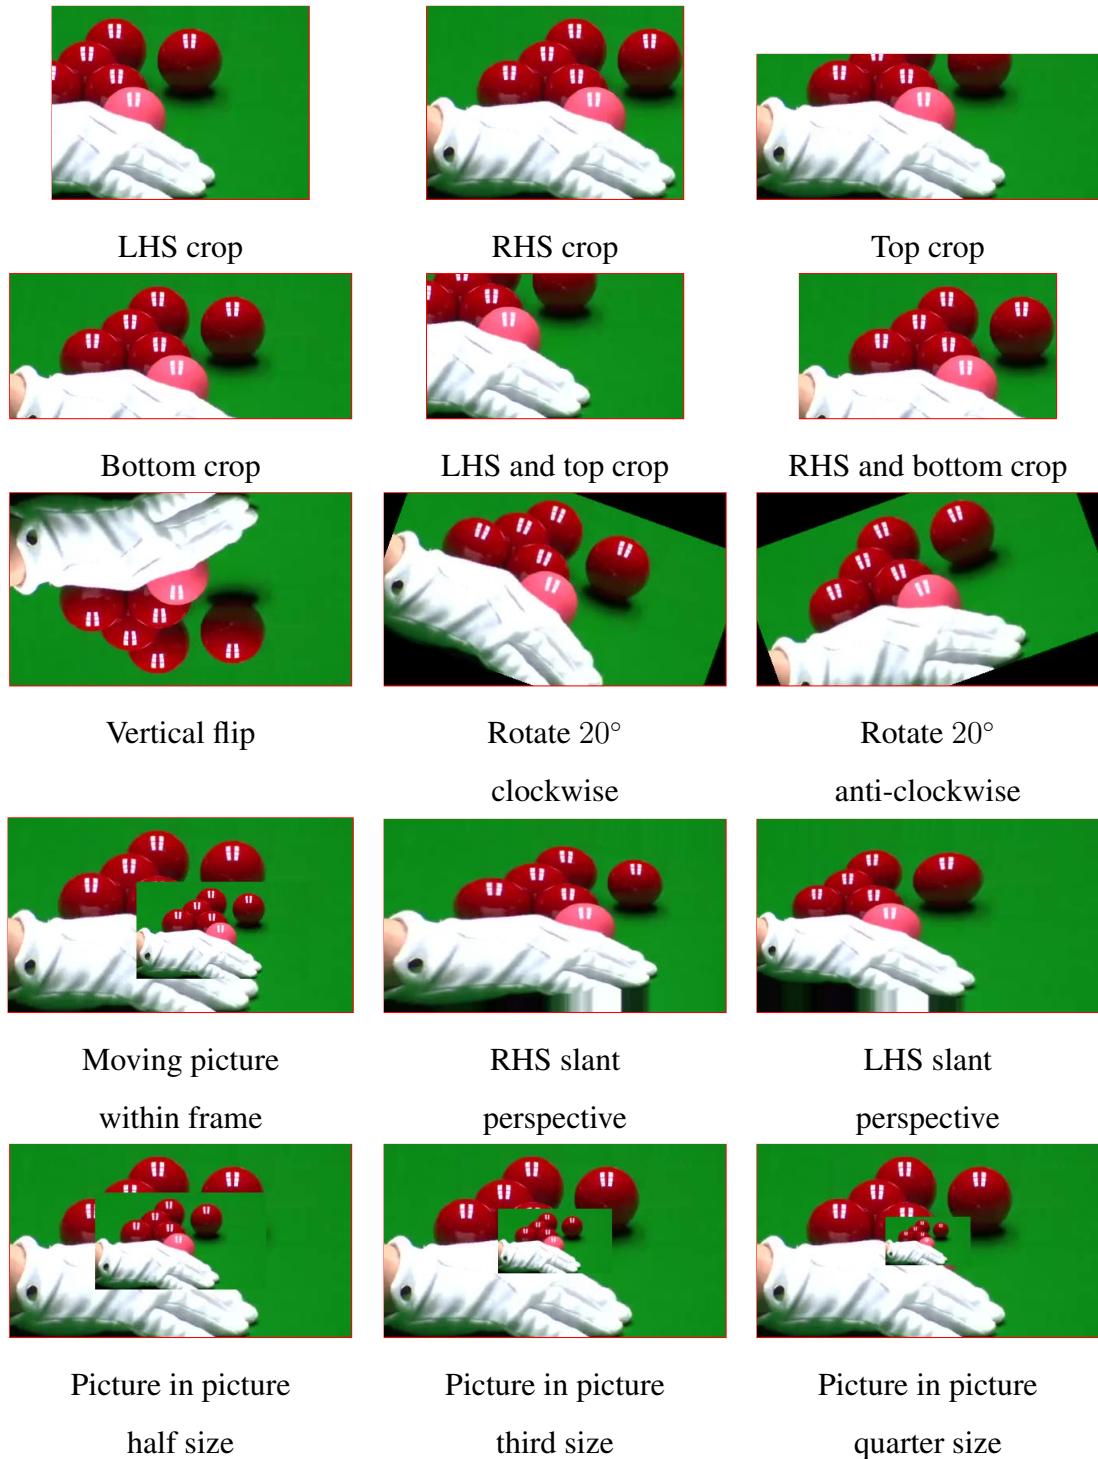 LHS crop
RHS crop
Top crop
Bottom crop
LHS and top crop
RHS and bottom crop
Vertical flip
Rotate 20°
clockwise
Rotate 20°
anti-clockwise
Moving picture
within frame
RHS slant
perspective
LHS slant
perspective
Picture in picture
half size
Picture in picture
third size
Picture in picture
quarter size